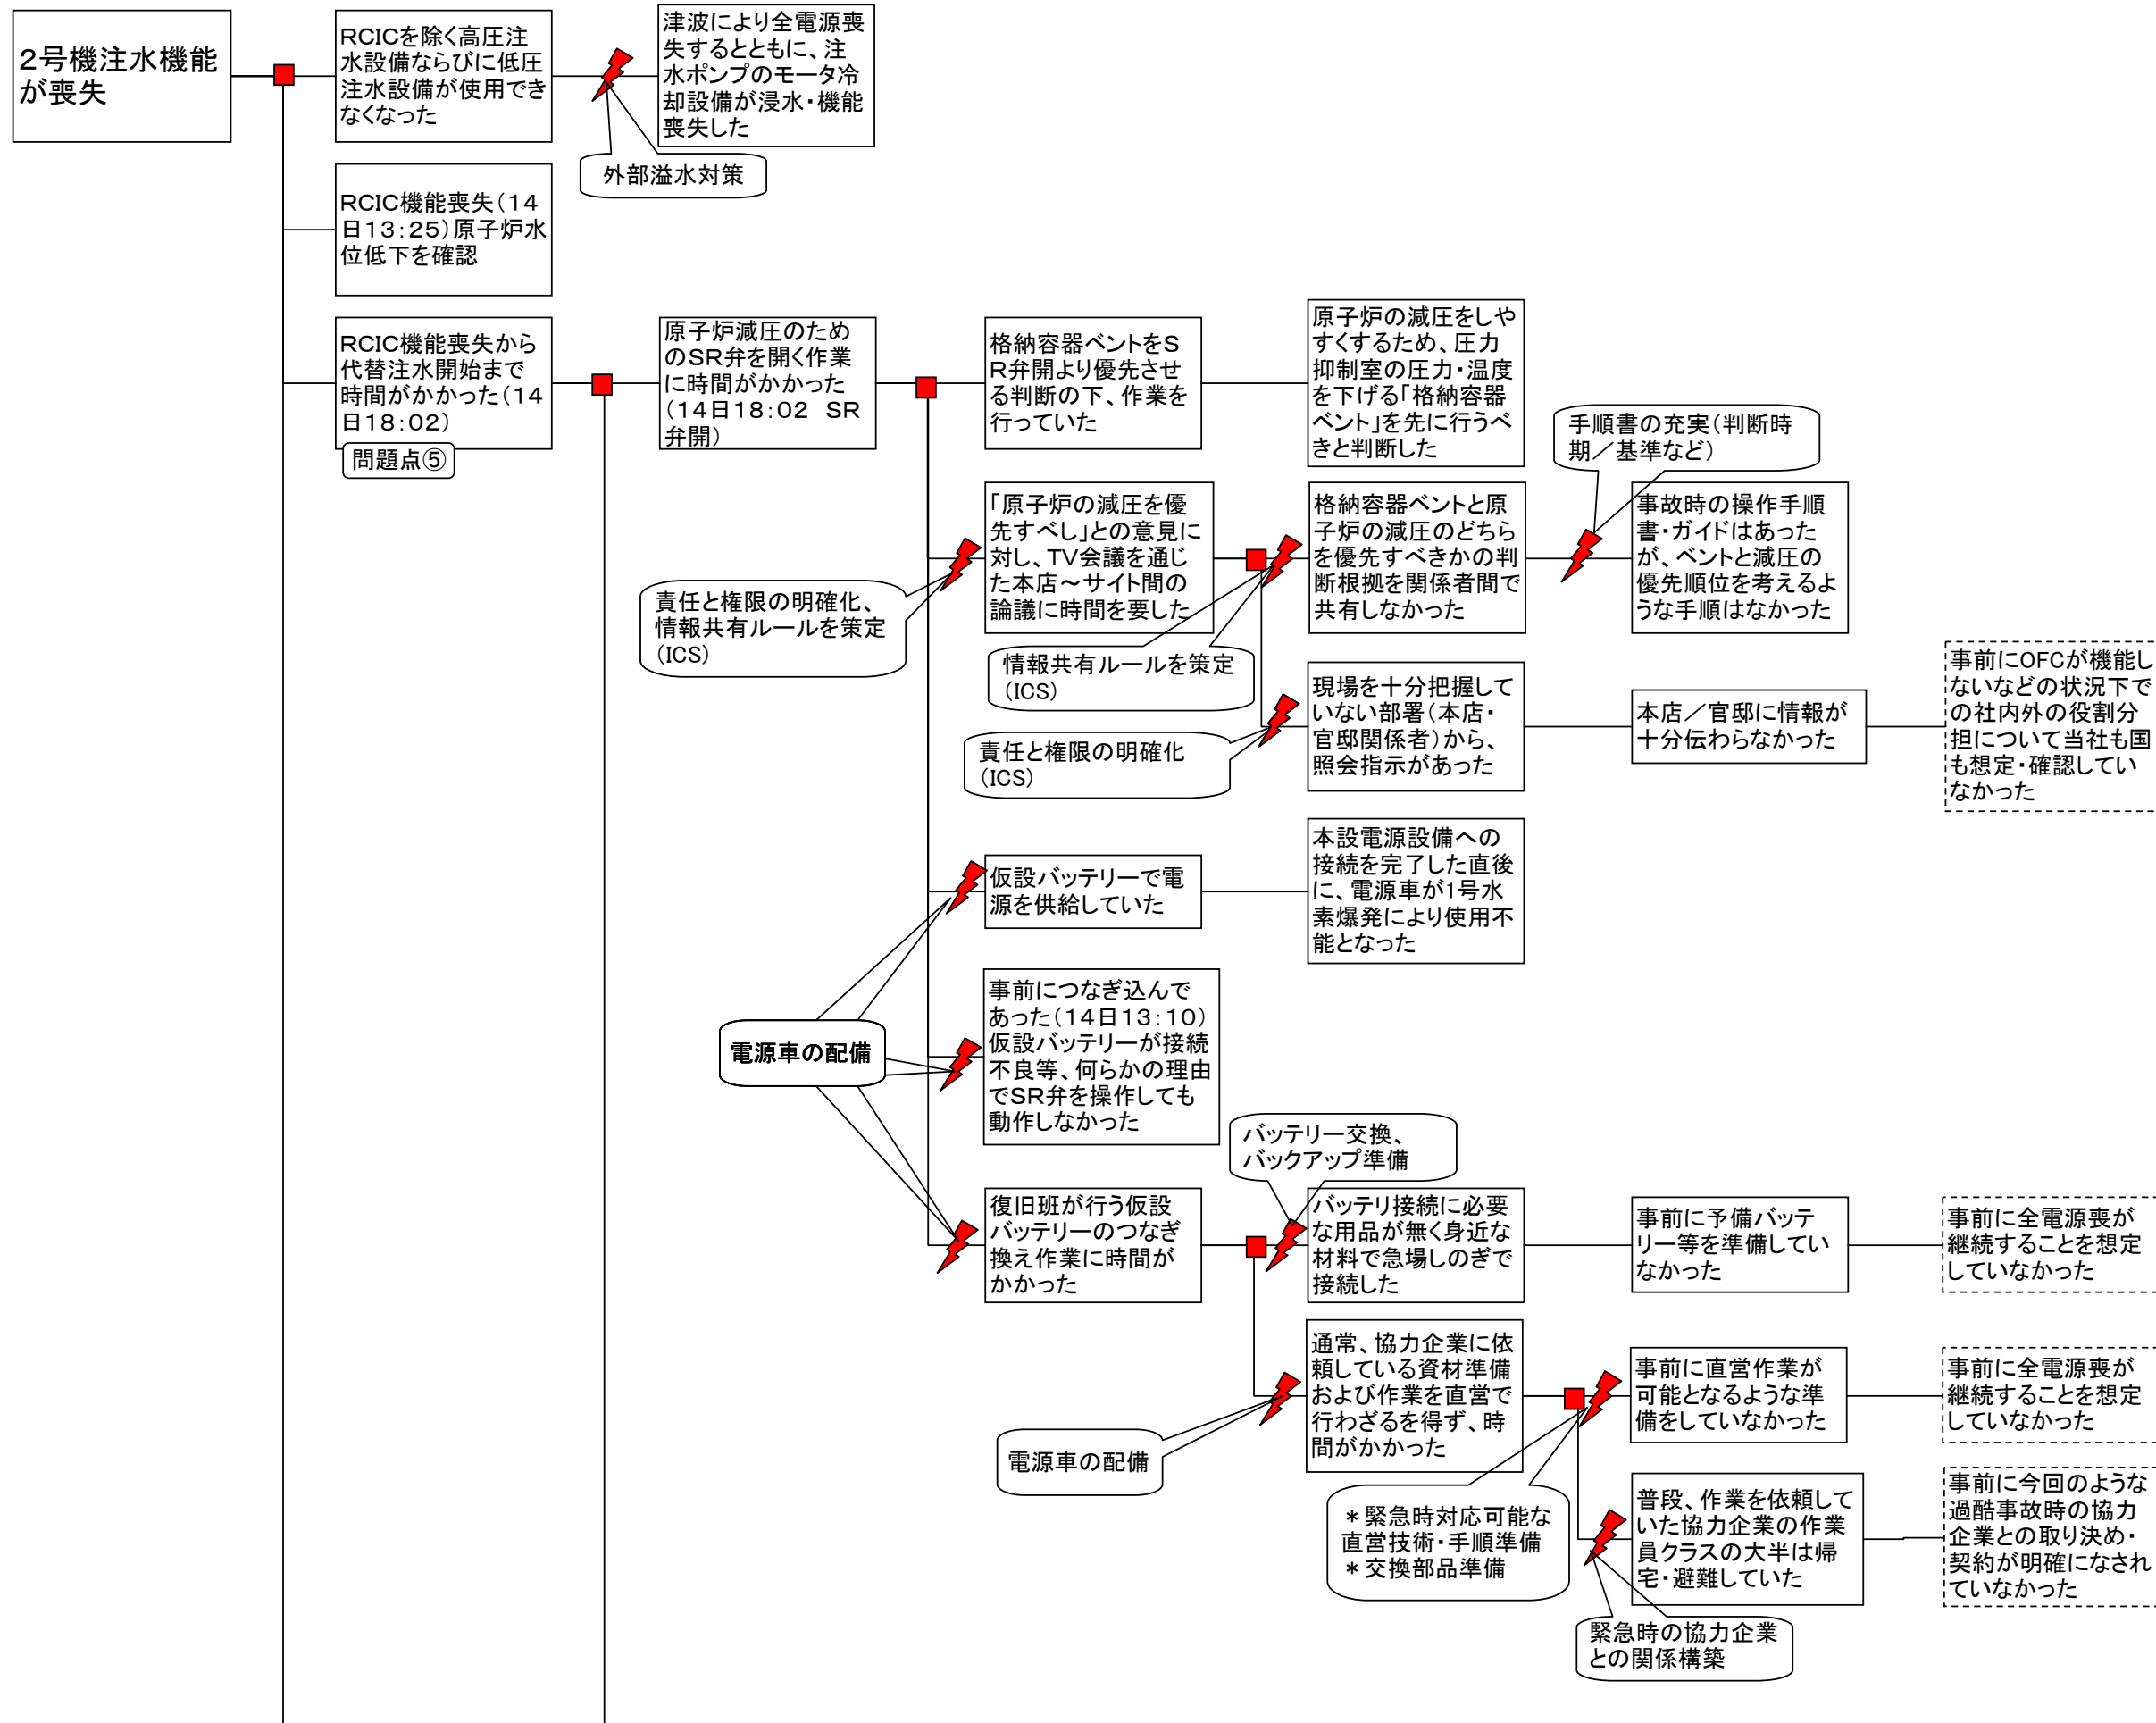 2号機注水機能
が喪失
RCICを除く高圧注
水設備ならびに低圧
注水設備が使用でき
なくなった
津波により全電源喪
失するとともに、注
水ポンプのモータ冷
却設備が浸水・機能
喪失した
外部溢水対策
RCIC機能喪失(14
日13:25)原子炉水
位低下を確認
RCIC機能喪失から
代替注水開始まで
時間がかかった(14
日18:02)
問題点⑤
原子炉減圧のため
のSR弁を開く作業
に時間がかかった
(14日18:02 SR
弁開)
格納容器ベントをS
R弁開より優先させ
る判断の下、作業を
行っていた
原子炉の減圧をしや
すくするため、圧力
抑制室の圧力・温度
を下げる「格納容器
ベント」を先に行うべ
きと判断した
手順書の充実(判断時
期/基準など)
「原子炉の減圧を優
先すべし」との意見に
対し、TV会議を通じ
た本店~サイト間の
論議に時間を要した
格納容器ベントと原
子炉の減圧のどちら
を優先すべきかの判
断根拠を関係者間で
共有しなかった
事故時の操作手順
書・ガイドはあった
が、ベントと減圧の
優先順位を考えるよ
うな手順はなかった
責任と権限の明確化、
情報共有ルールを策定
(ICS)
情報共有ルールを策定
(ICS)
現場を十分把握して
いない部署(本店・
官邸関係者)から、
照会指示があった
本店/官邸に情報が
十分伝わらなかった
事前にOFCが機能し
ないなどの状況下で
の社内外の役割分
担について当社も国
も想定・確認してい
なかった
責任と権限の明確化
(ICS)
仮設バッテリーで電
源を供給していた
本設電源設備への
接続を完了した直後
に、電源車が1号水
素爆発により使用不
能となった
事前につなぎ込んで
あった(14日13:10)
仮設バッテリーが接続
不良等、何らかの理由
でSR弁を操作しても
動作しなかった
電源車の配備
バッテリー交換、
バックアップ準備
復旧班が行う仮設
バッテリーのつなぎ
換え作業に時間が
かかった
バッテリ接続に必要
な用品が無く身近な
材料で急場しのぎで
接続した
事前に予備バッテ
リー等を準備してい
なかった
事前に全電源喪が
継続することを想定
していなかった
通常、協力企業に依
頼している資材準備
および作業を直営で
行わざるを得ず、時
間がかかった
事前に直営作業が
可能となるような準
備をしていなかった
事前に全電源喪が
継続することを想定
していなかった
電源車の配備
*緊急時対応可能な
直営技術・手順準備
*交換部品準備
普段、作業を依頼して
いた協力企業の作業
員クラスの大半は帰
宅・避難していた
事前に今回のような
過酷事故時の協力
企業との取り決め・
契約が明確になされ
ていなかった
緊急時の協力企業
との関係構築